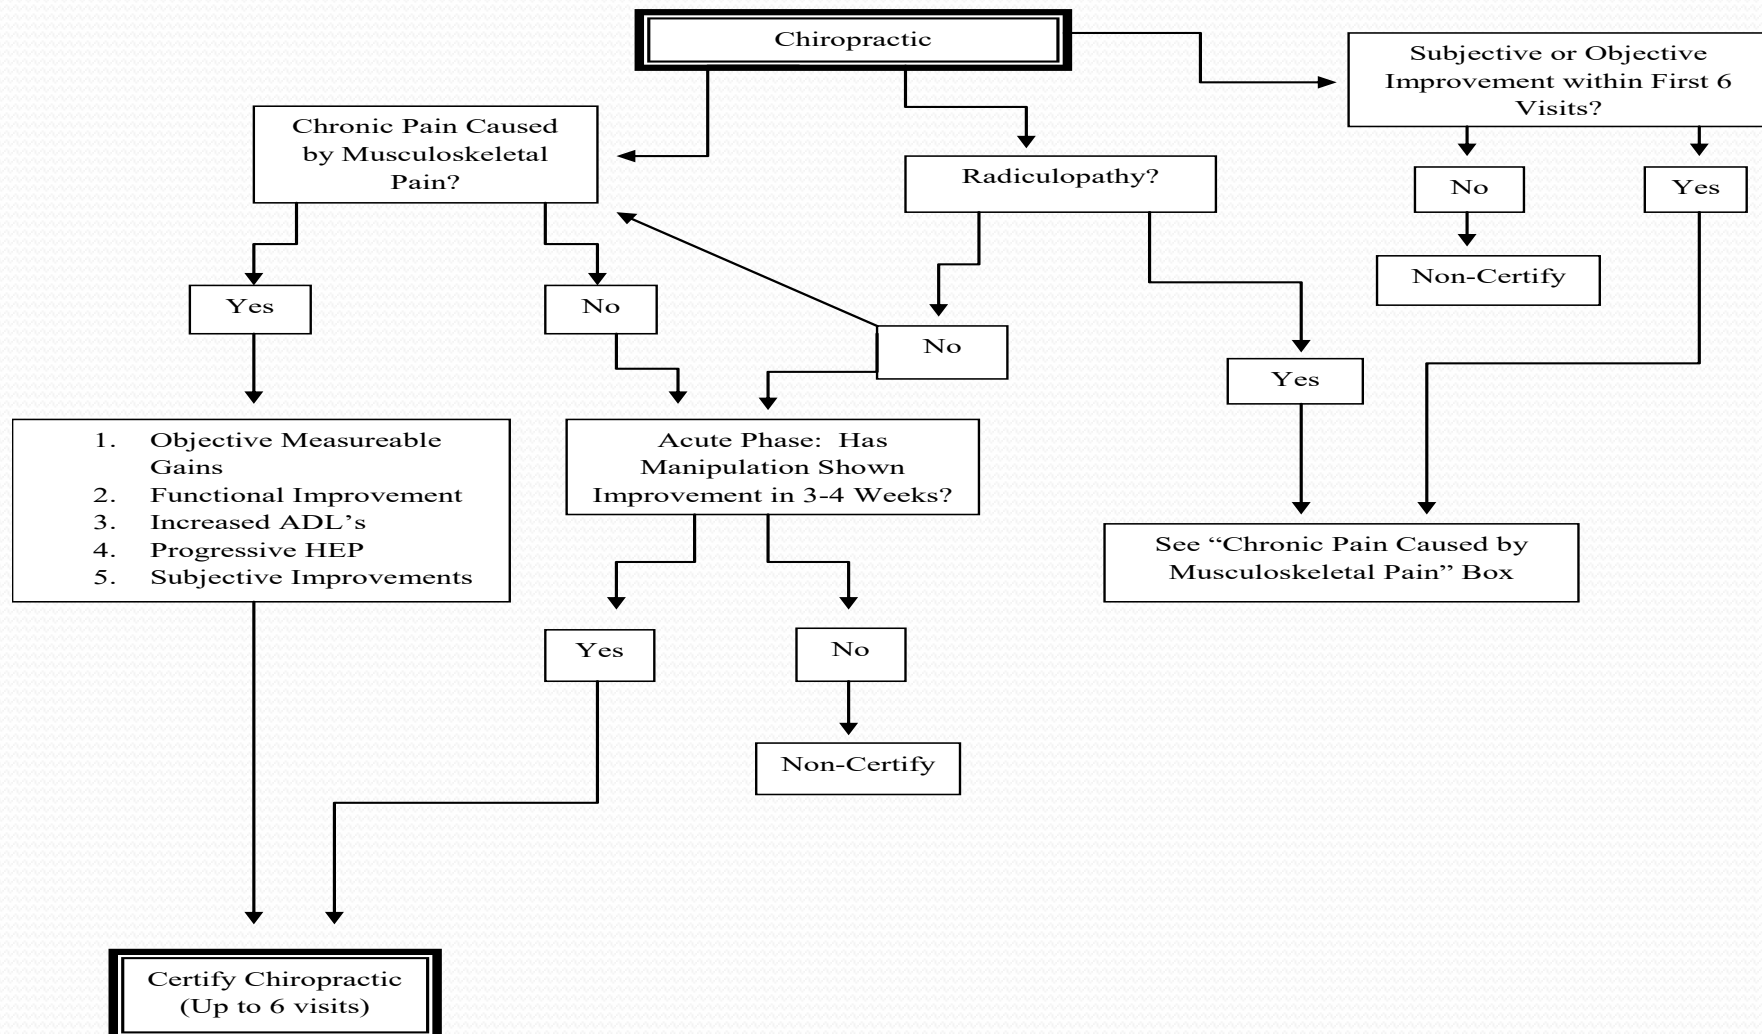 Chiropractic
Subjective or Objective
Improvement within First 6
Visits?
Chronic Pain Caused
by Musculoskeletal
Pain?
Radiculopathy?
No
Yes
Non-Certify
Yes
No
No
Yes
1. Objective Measureable
Gains
2. Functional Improvement
3. Increased ADL's
4. Progressive HEP
5. Subjective Improvements
Acute Phase: Has
Manipulation Shown
Improvement in 3-4 Weeks?
See “Chronic Pain Caused by
Musculoskeletal Pain” Box
Yes
No
Non-Certify
Certify Chiropractic
(Up to 6 visits)